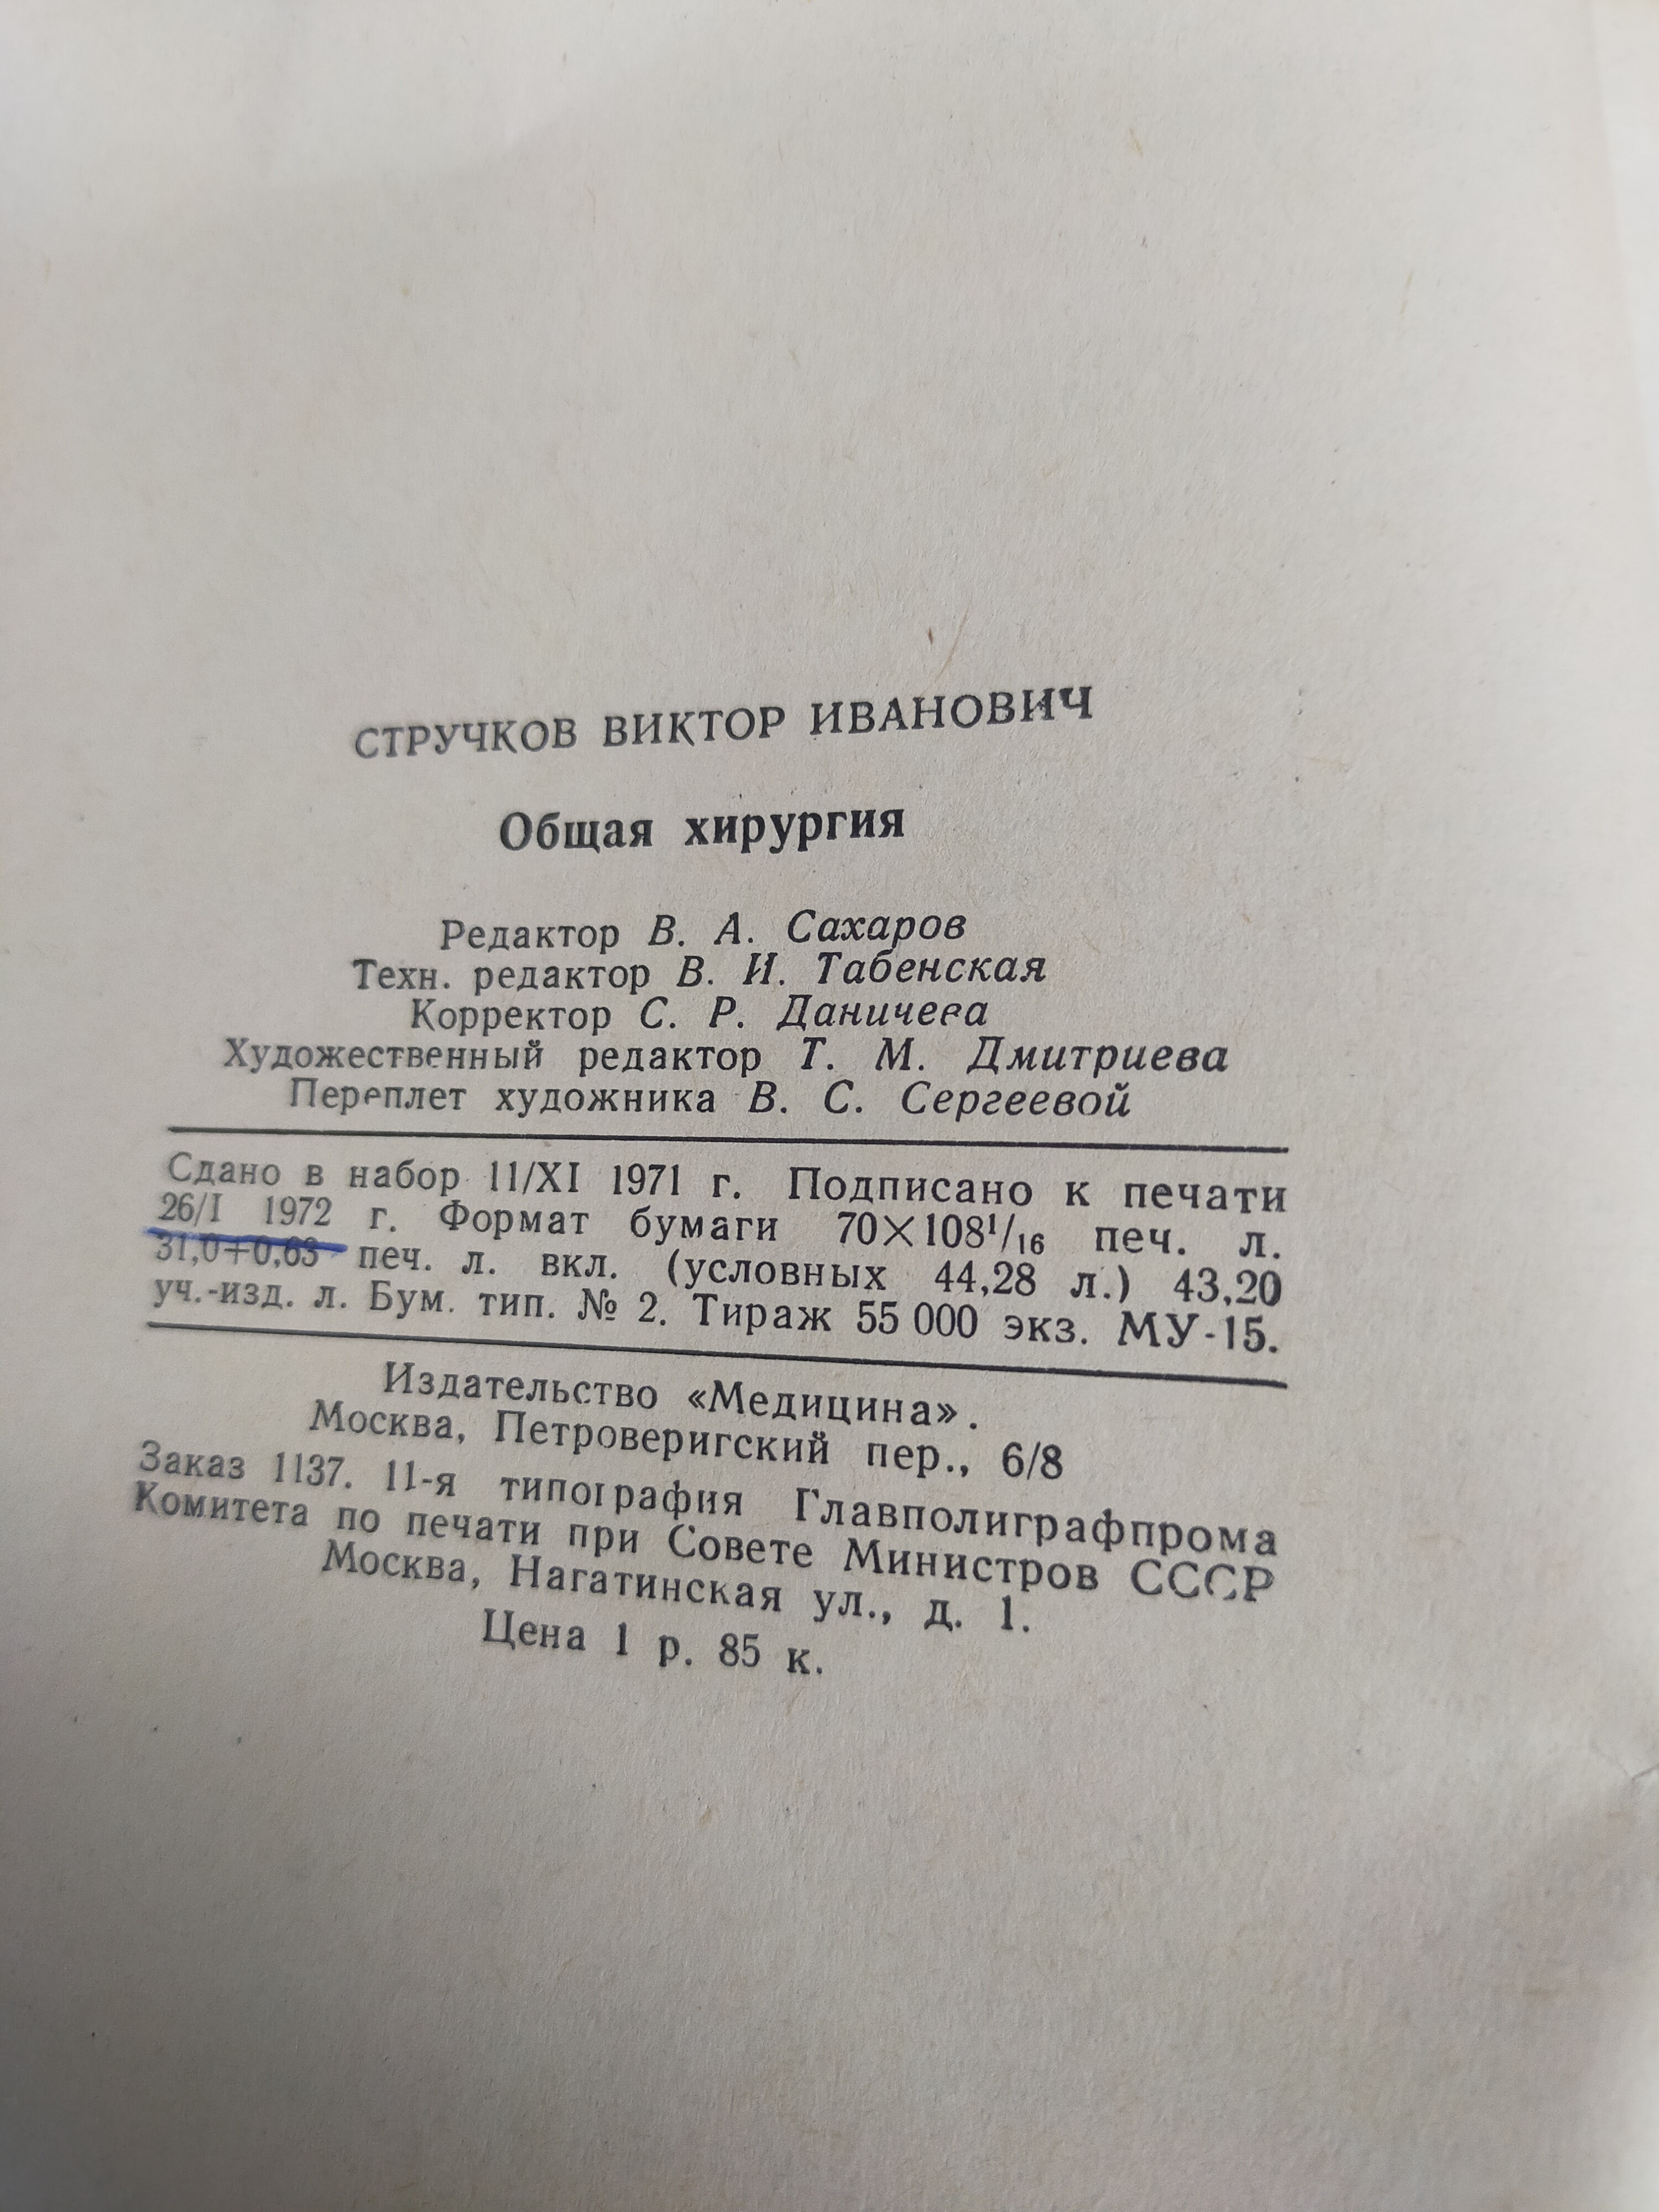 СТРУЧКОВ ВИКТОР ИВАНОВИЧ
Общая хирургия
Редактор В. А. Сахаров
Техн. редактор В. И. Табенская
Корректор С. Р. Даничева
Художественный редактор Т. М. Дмитриева
Переплет художника В. С. Сергеевой
Сдано в набор 11/XI 1971 г. Подписано к печати
26/I 1972 г. Формат бумаги 70×108¹/₁₆ печ. л.
31,0+0,63 печ. л. вкл. (условных 44,28 л.) 43,20
уч.-изд. л. Бум. тип. № 2. Тираж 55 000 экз. МУ-15.
Издательство «Медицина».
Москва, Петроверигский пер., 6/8
Заказ 1137. 11-я типография Главполиграфпрома
Комитета по печати при Совете Министров СССР
Москва, Нагатинская ул., д. 1.
Цена 1 р. 85 к.